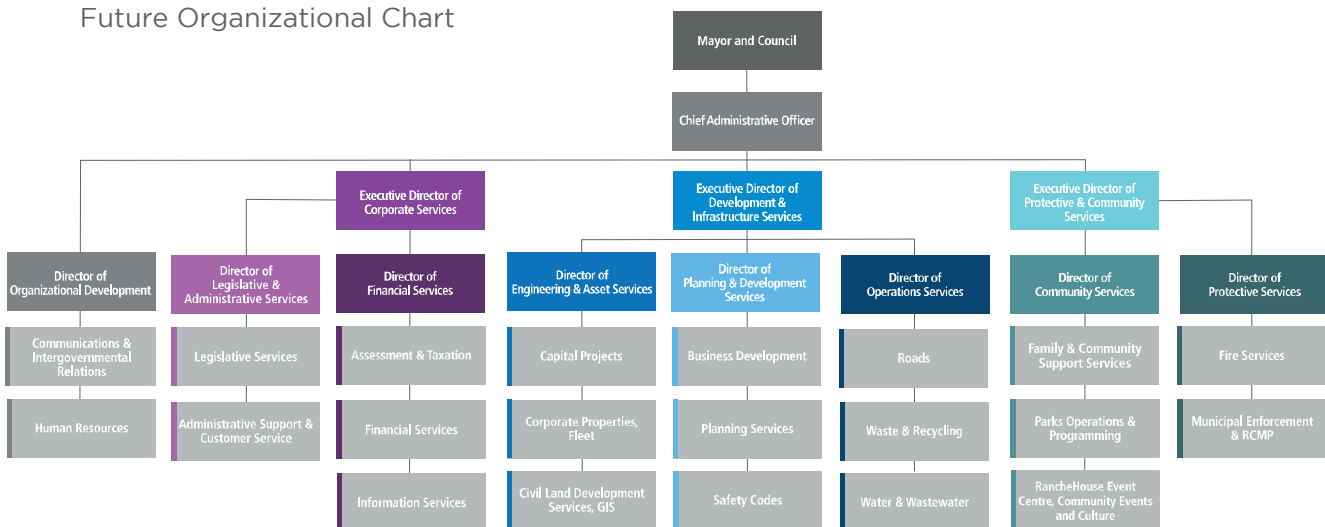 Future Organizational Chart
Mayor and Council
Chief Administrative Officer
Executive Director of
Corporate Services
Executive Director of
Development &
Infrastructure Services
Executive Director of
Protective & Community
Services
Director of
Organizational Development
Director of
Legislative &
Administrative Services
Director of
Financial Services
Director of
Engineering & Asset Services
Director of
Planning & Development
Services
Director of
Operations Services
Director of
Community Services
Director of
Protective Services
Communications &
Intergovernmental
Relations
Legislative Services
Assessment & Taxation
Capital Projects
Business Development
Roads
Family & Community
Support Services
Fire Services
Human Resources
Administrative Support &
Customer Service
Financial Services
Corporate Properties,
Fleet
Planning Services
Waste & Recycling
Parks Operations &
Programming
Municipal Enforcement
& RCMP
Information Services
Civil Land Development
Services, GIS
Safety Codes
Water & Wastewater
RancheHouse Event
Centre, Community Events
and Culture